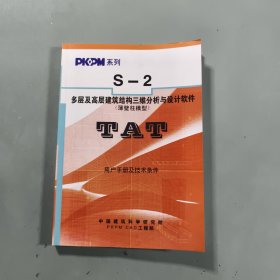 PKPM系列
S-2
多层及高层建筑结构三维分析与设计软件
(薄壁柱模型)
TAT
用户手册及技术条件
中国建筑科学研究院
PKPM CAD工程部